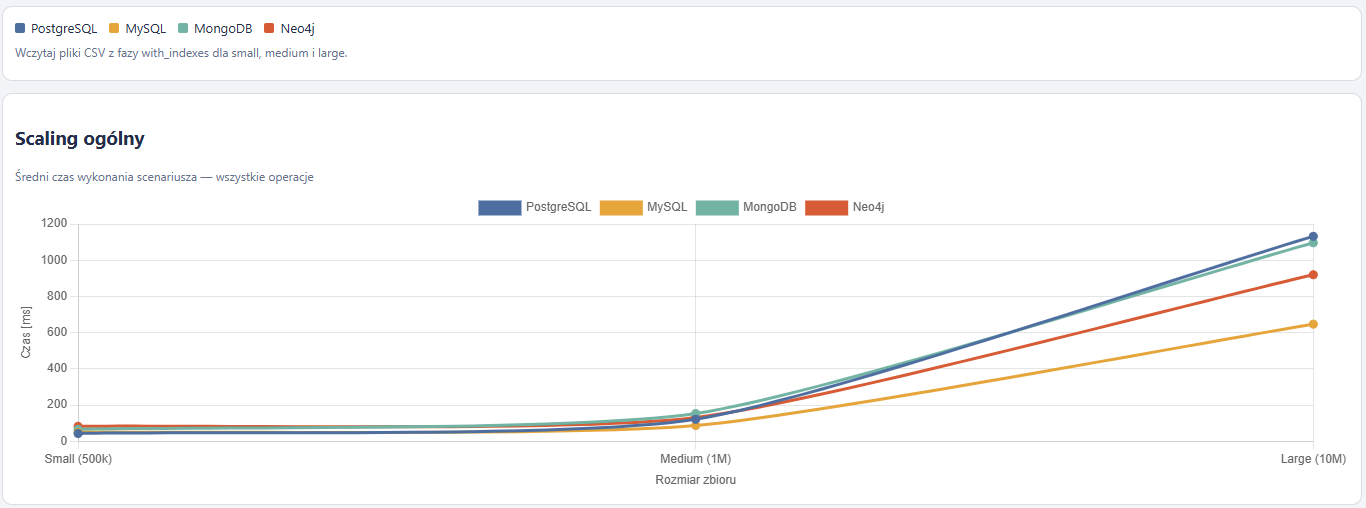 PostgreSQL MySQL MongoDB Neo4j
Wczytaj pliki CSV z fazy with_indexes dla small, medium i large.
Scaling ogólny
Średni czas wykonania scenariusza — wszystkie operacje
PostgreSQL MySQL MongoDB Neo4j
1200
1000
800
600
400
200
0
Czas [ms]
Small (500k) Medium (1M) Large (10M)
Rozmiar zbioru